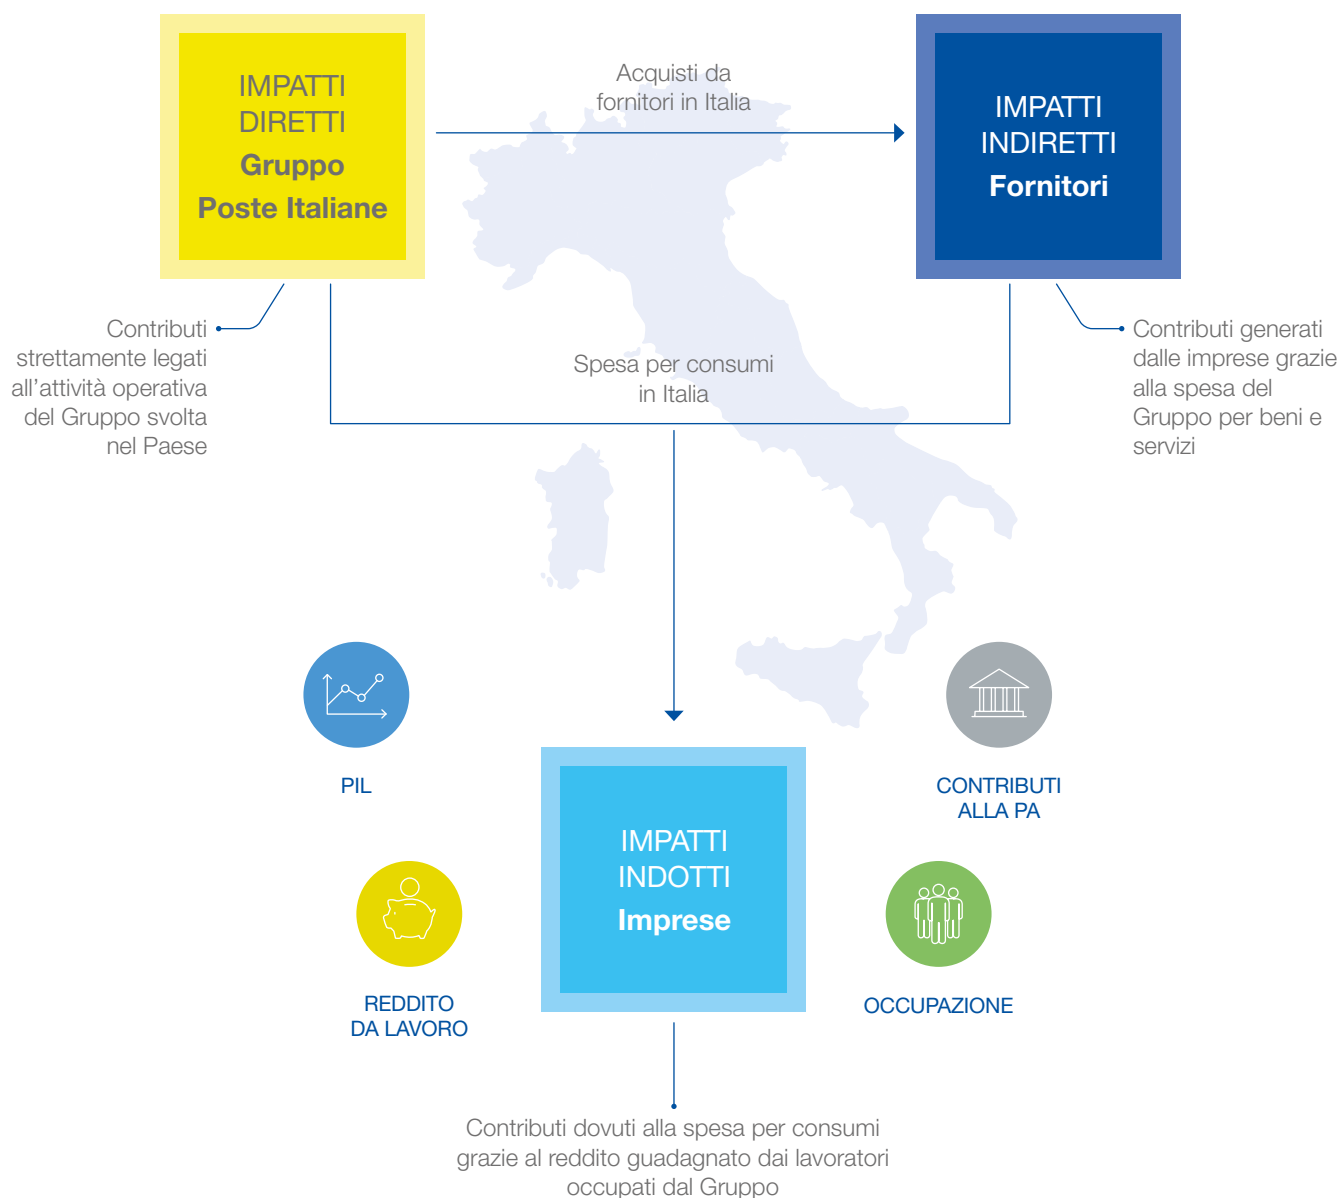 IMPATTI
DIRETTI
Gruppo
Poste Italiane
Acquisti da
fornitori in Italia
IMPATTI
INDIRETTI
Fornitori
Contributi
strettamente legati
all'attività operativa
del Gruppo svolta
nel Paese
Spesa per consumi
in Italia
Contributi generati
dalle imprese grazie
alla spesa del
Gruppo per beni e
servizi
PIL
CONTRIBUTI
ALLA PA
IMPATTI
INDOTTI
Imprese
REDDITO
DA LAVORO
OCCUPAZIONE
Contributi dovuti alla spesa per consumi
grazie al reddito guadagnato dai lavoratori
occupati dal Gruppo